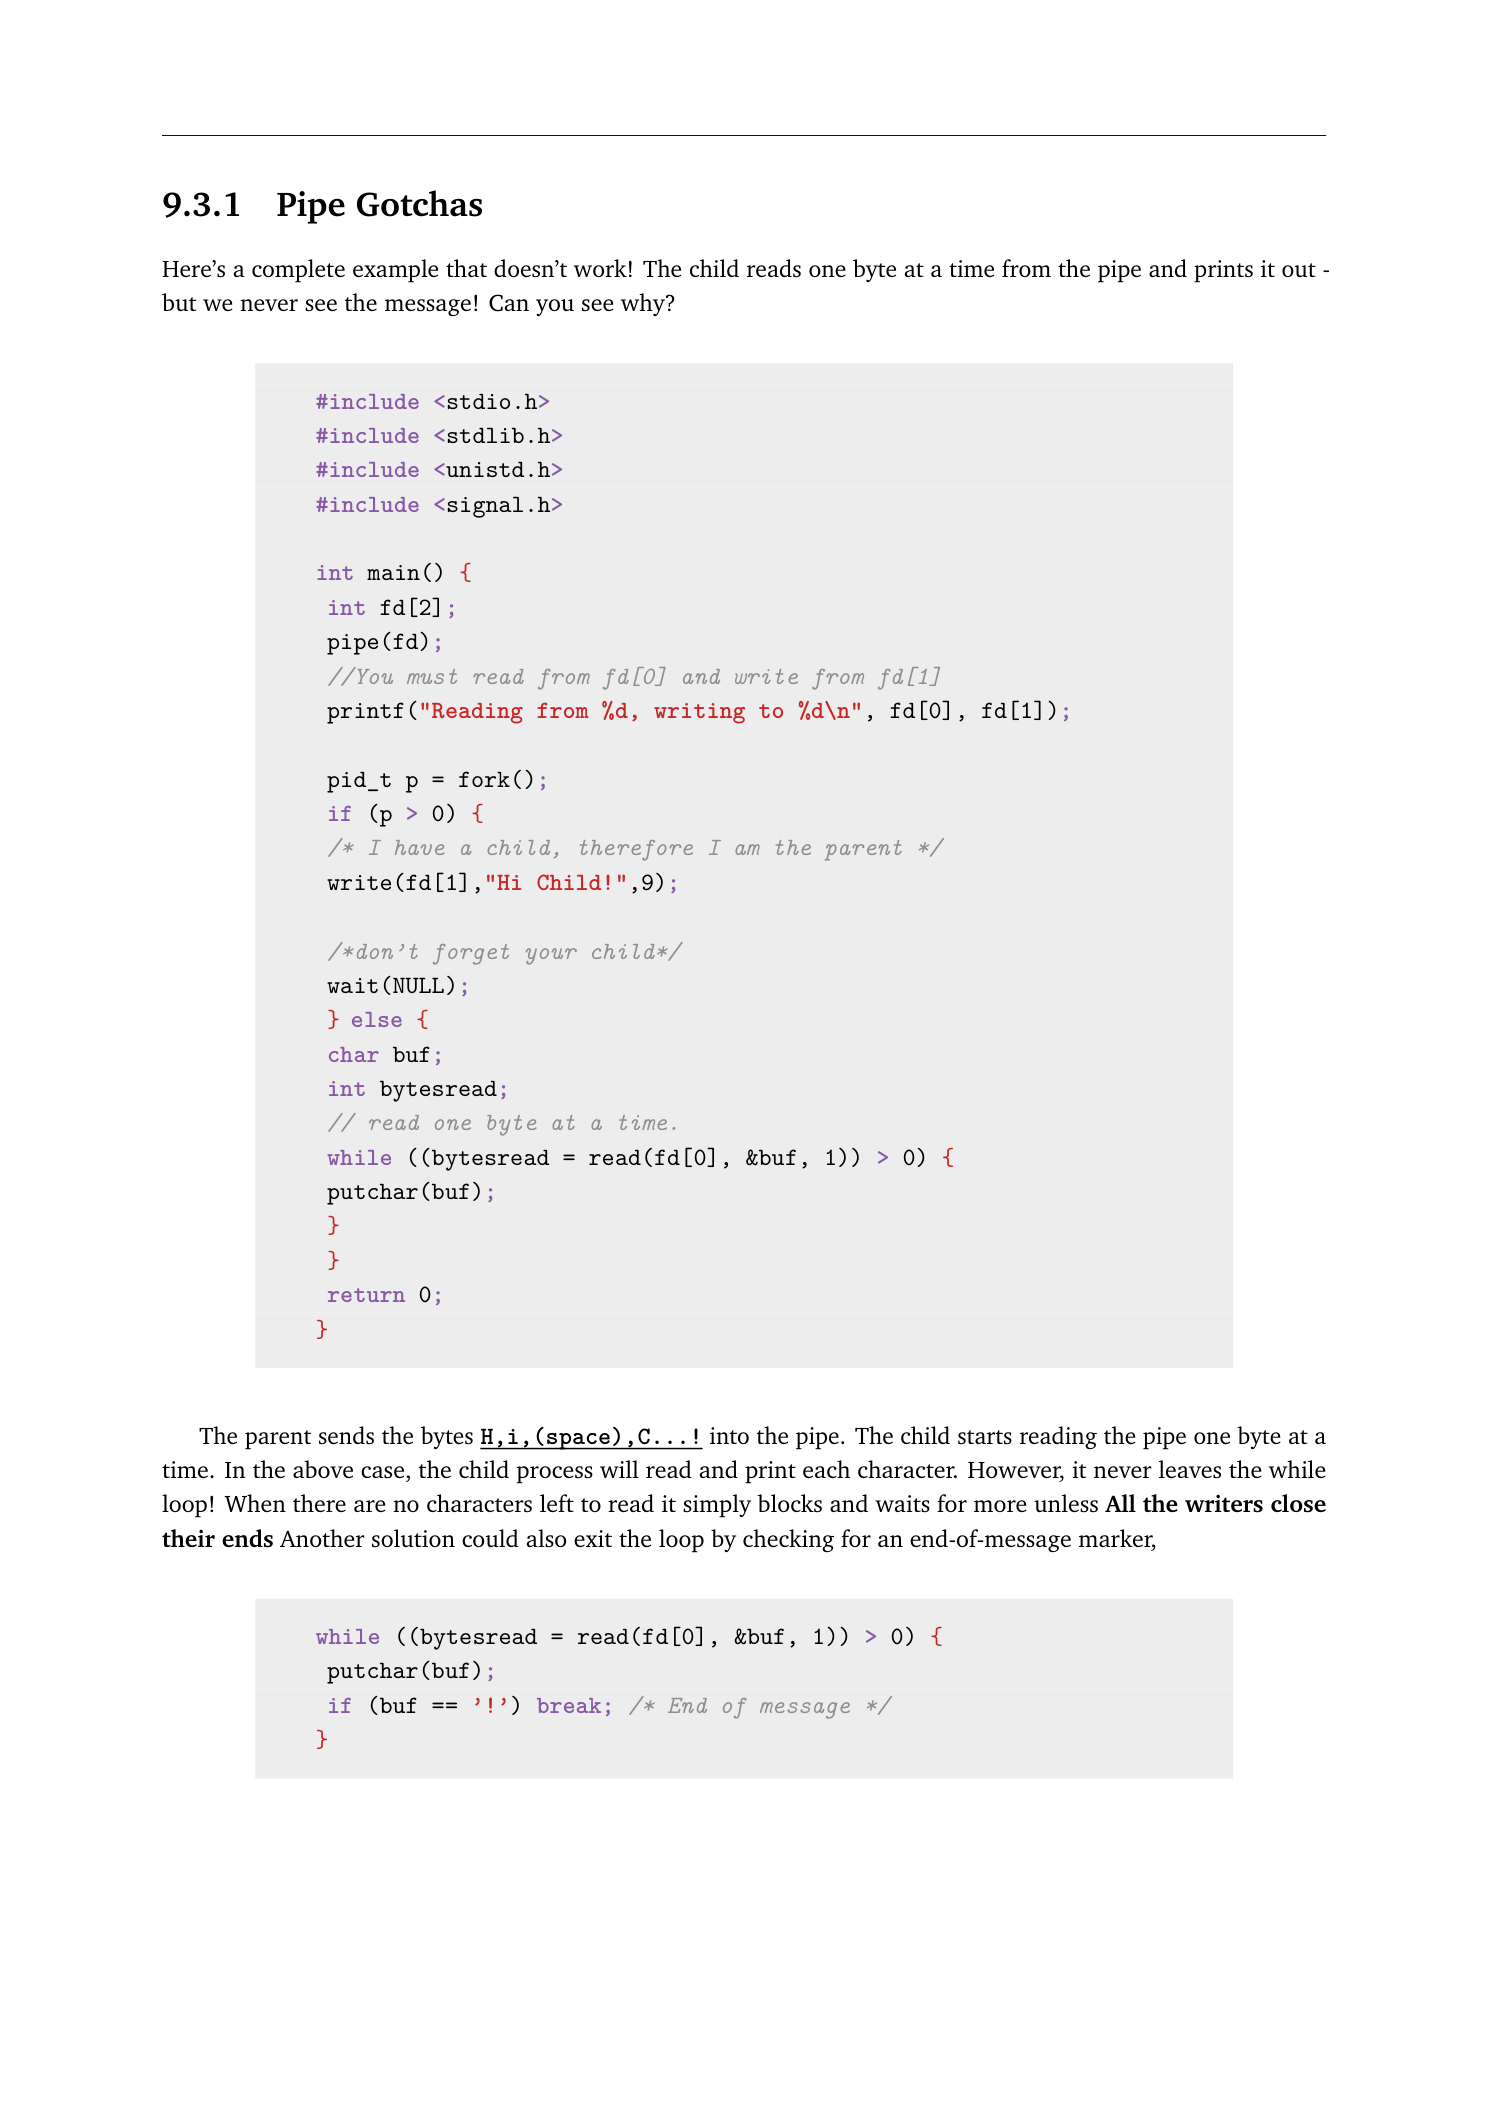 9.3.1 Pipe Gotchas
Here’s a complete example that doesn’t work! The child reads one byte at a time from the pipe and prints it out -
but we never see the message! Can you see why?
#include <stdio.h>
#include <stdlib.h>
#include <unistd.h>
#include <signal.h>
int main() {
int fd[2];
pipe(fd);
//You must read from fd[0] and write from fd[1]
printf("Reading from %d, writing to %d\n", fd[0], fd[1]);
pid_t p = fork();
if (p > 0) {
/* I have a child, therefore I am the parent */
write(fd[1],"Hi Child!",9);
/*don’t forget your child*/
wait(NULL);
} else {
char buf;
int bytesread;
// read one byte at a time.
while ((bytesread = read(fd[0], &buf, 1)) > 0) {
putchar(buf);
}
}
return 0;
}
The parent sends the bytes H,i,(space),C...! into the pipe. The child starts reading the pipe one byte at a
time. In the above case, the child process will read and print each character. However, it never leaves the while
loop! When there are no characters left to read it simply blocks and waits for more unless All the writers close
their ends Another solution could also exit the loop by checking for an end-of-message marker,
while ((bytesread = read(fd[0], &buf, 1)) > 0) {
putchar(buf);
if (buf == ’!’) break; /* End of message */
}